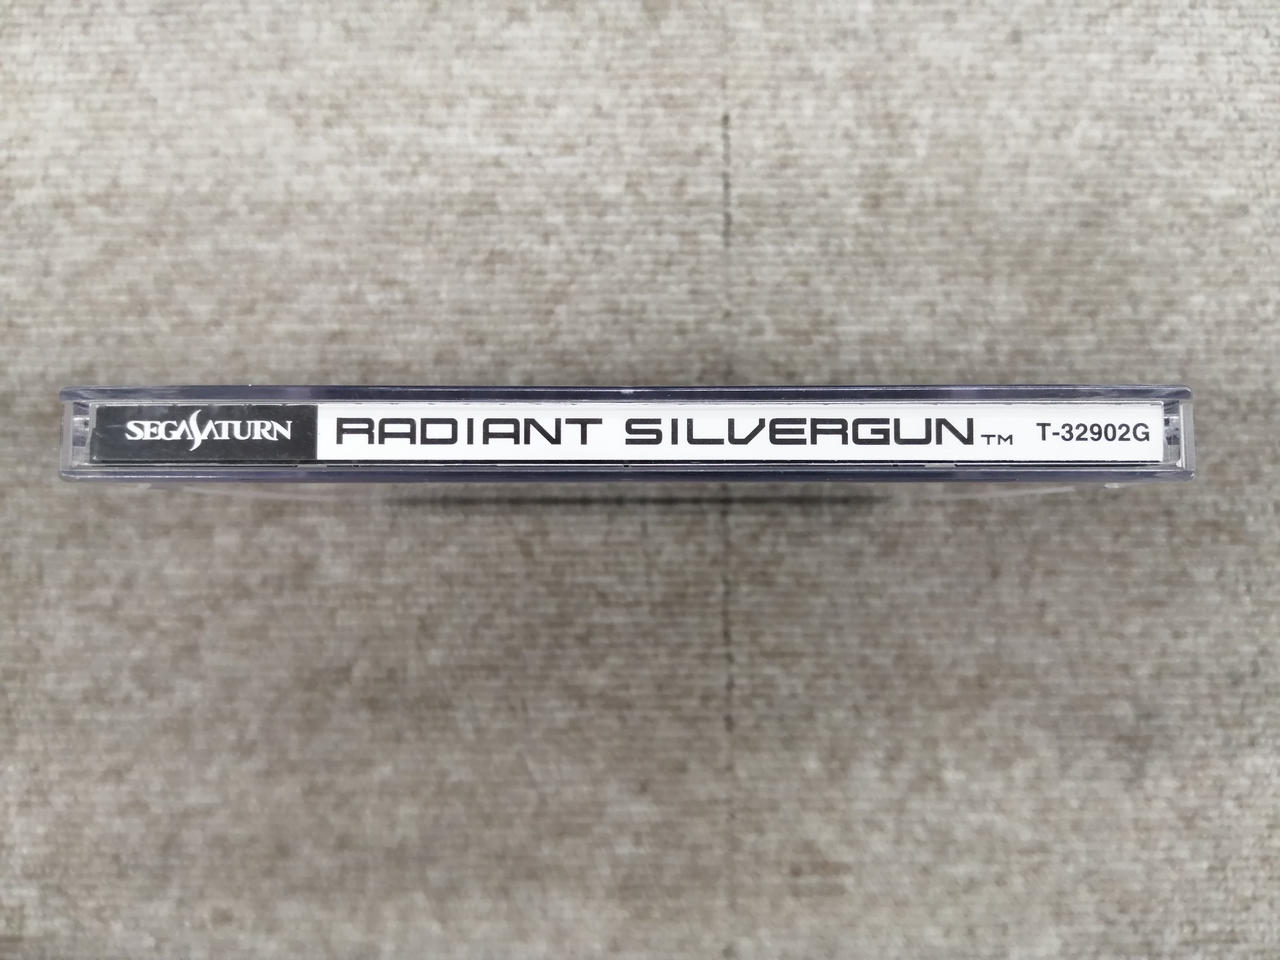 SEGA SATURN RADIANT SILVERGUN™ T-32902G